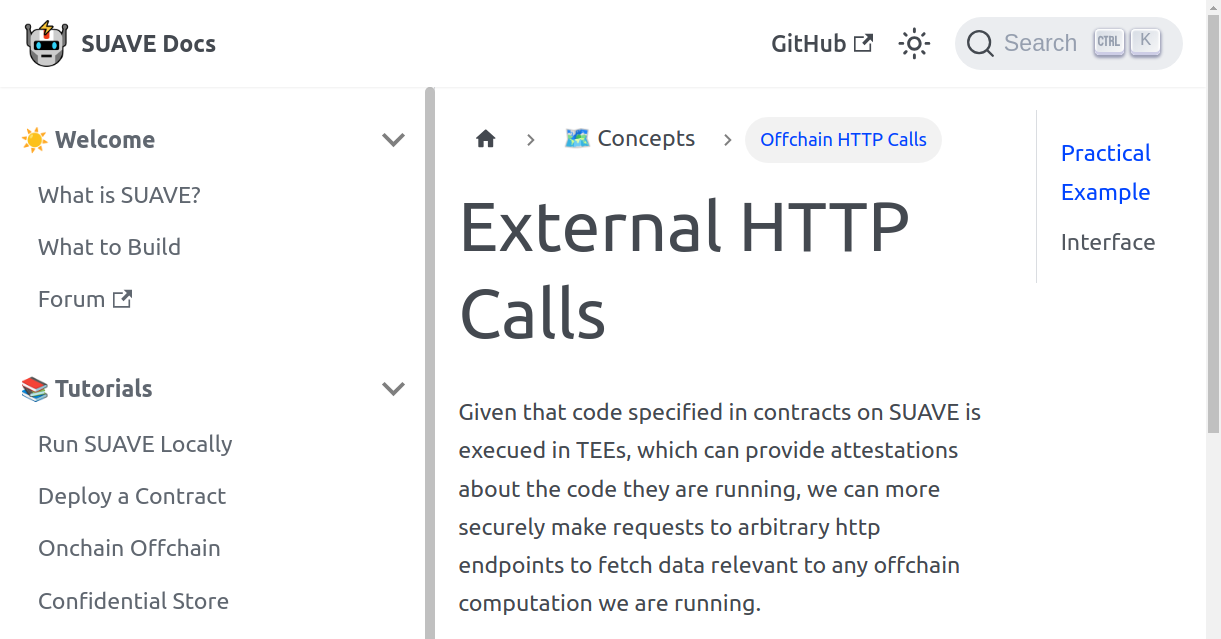 SUAVE Docs
GitHub
Search
CTRL K
☀️ Welcome
What is SUAVE?
What to Build
Forum
📚 Tutorials
Run SUAVE Locally
Deploy a Contract
Onchain Offchain
Confidential Store
🗺️ Concepts
Offchain HTTP Calls
External HTTP
Calls
Given that code specified in contracts on SUAVE is
execued in TEEs, which can provide attestations
about the code they are running, we can more
securely make requests to arbitrary http
endpoints to fetch data relevant to any offchain
computation we are running.
Practical
Example
Interface